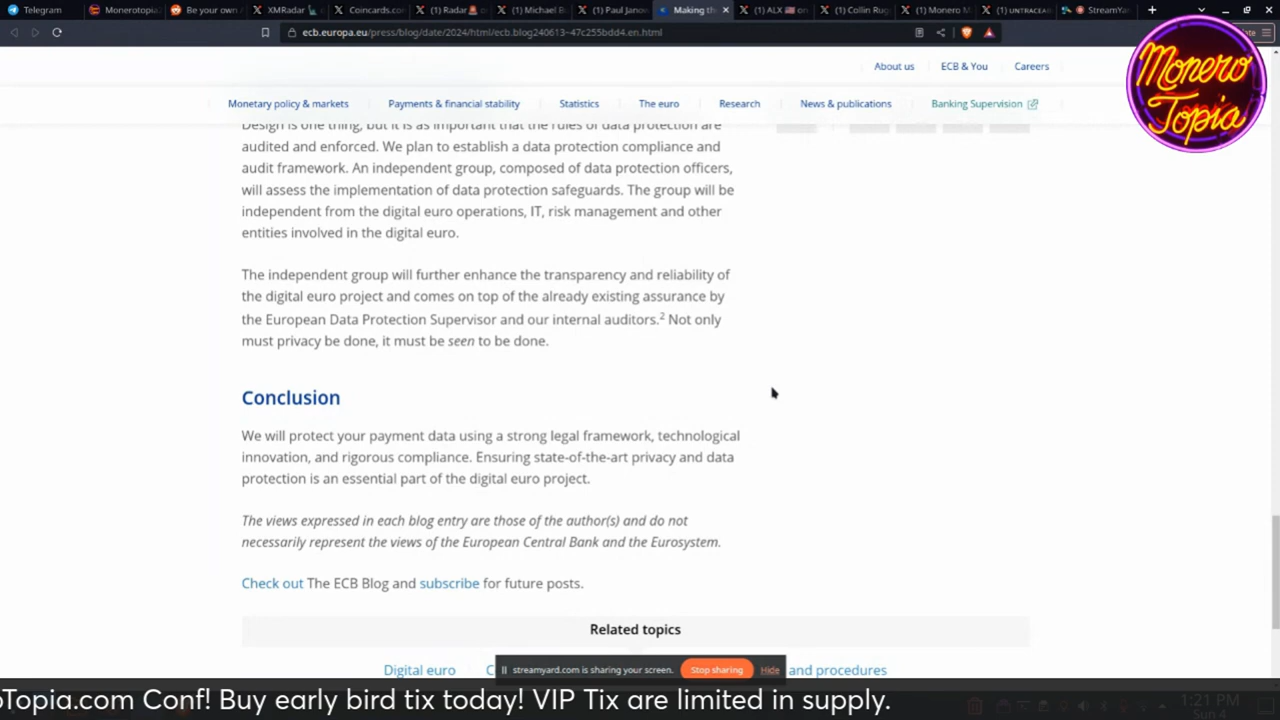 Telegram
Monerotopia
Be your own
XMRadar
Coincards.co
(1) Radar
(1) Michael B
(1) Paul Jano
Making th
(1) ALX
on
(1) Collin Rug
(1) Monero M
(1) UNTRACEAB
StreamYar
ecb.europa.eu/press/blog/date/2024/html/ecb.blog240613~47c255bdd4.en.html
About us
ECB & You
Careers
Monero
Topia
Monetary policy & markets
Payments & financial stability
Statistics
The euro
Research
News & publications
Banking Supervision
Design is one thing, but it is as important that the rules of data protection are
audited and enforced. We plan to establish a data protection compliance and
audit framework. An independent group, composed of data protection officers,
will assess the implementation of data protection safeguards. The group will be
independent from the digital euro operations, IT, risk management and other
entities involved in the digital euro.
The independent group will further enhance the transparency and reliability of
the digital euro project and comes on top of the already existing assurance by
the European Data Protection Supervisor and our internal auditors.² Not only
must privacy be done, it must be seen to be done.
Conclusion
We will protect your payment data using a strong legal framework, technological
innovation, and rigorous compliance. Ensuring state-of-the-art privacy and data
protection is an essential part of the digital euro project.
The views expressed in each blog entry are those of the author(s) and do not
necessarily represent the views of the European Central Bank and the Eurosystem.
Check out The ECB Blog and subscribe for future posts.
Related topics
Digital euro
and procedures
streamyard.com is sharing your screen.
Stop sharing
Hide
oTopia.com Conf! Buy early bird tix today! VIP Tix are limited in supply.
1:21 PM